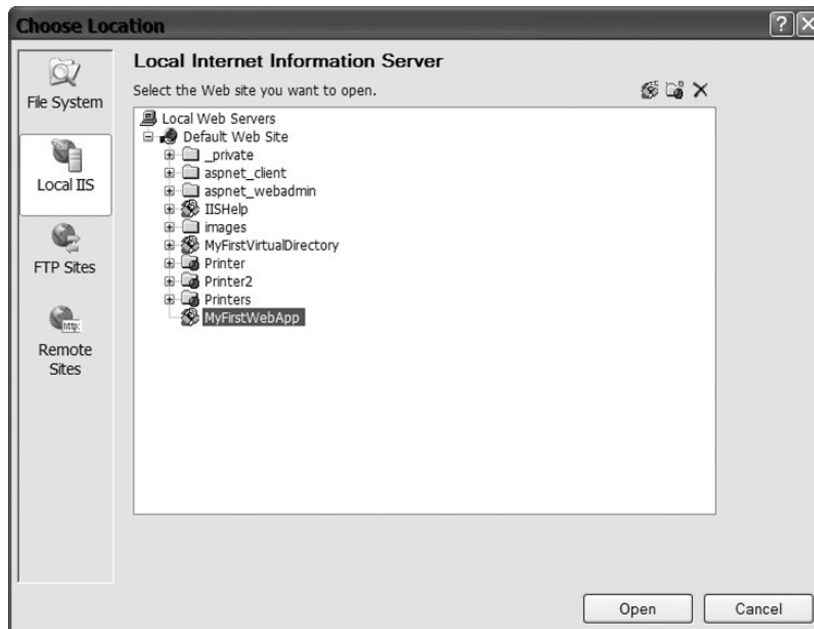 Choose Location
Local Internet Information Server
Select the Web site you want to open.
File System
Local IIS
FTP Sites
http:
Remote
Sites
Local Web Servers
Default Web Site
_private
aspnet_client
aspnet_webadmin
IISHelp
images
MyFirstVirtualDirectory
Printer
Printer2
Printers
MyFirstWebApp
Open
Cancel